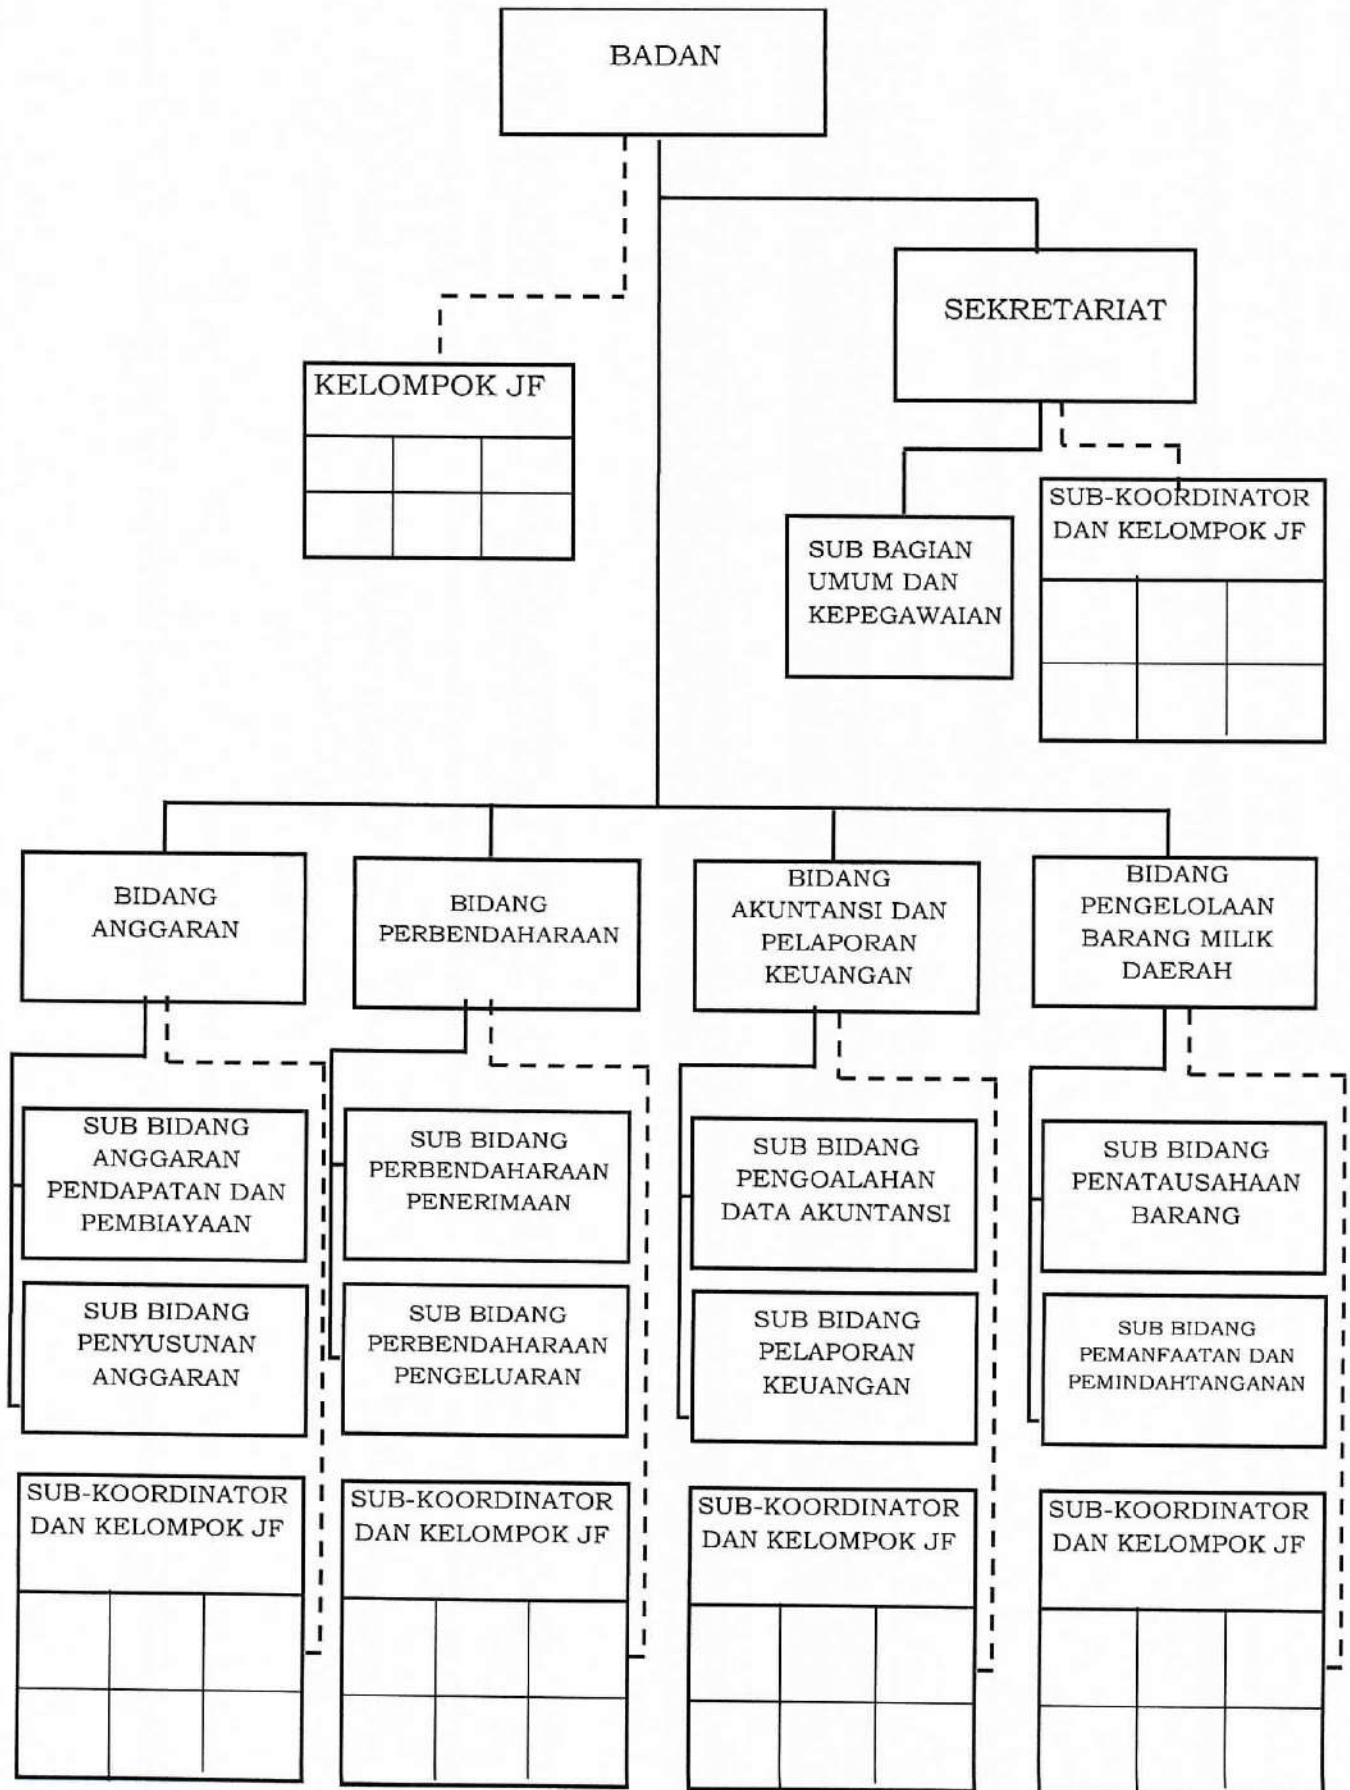 BADAN
SEKRETARIAT
KELOMPOK JF
SUB BAGIAN
UMUM DAN
KEPEGAWAIAN
SUB-KOORDINATOR
DAN KELOMPOK JF
BIDANG
ANGGARAN
BIDANG
PERBENDAHARAAN
BIDANG
AKUNTANSI DAN
PELAPORAN
KEUANGAN
BIDANG
PENGELOLAAN
BARANG MILIK
DAERAH
SUB BIDANG
ANGGARAN
PENDAPATAN DAN
PEMBIAYAAN
SUB BIDANG
PERBENDAHARAAN
PENERIMAAN
SUB BIDANG
PENGOALAHAN
DATA AKUNTANSI
SUB BIDANG
PENATAUSAHAAN
BARANG
SUB BIDANG
PENYUSUNAN
ANGGARAN
SUB BIDANG
PERBENDAHARAAN
PENGELUARAN
SUB BIDANG
PELAPORAN
KEUANGAN
SUB BIDANG
PEMANFAATAN DAN
PEMINDAHTANGANAN
SUB-KOORDINATOR
DAN KELOMPOK JF
SUB-KOORDINATOR
DAN KELOMPOK JF
SUB-KOORDINATOR
DAN KELOMPOK JF
SUB-KOORDINATOR
DAN KELOMPOK JF